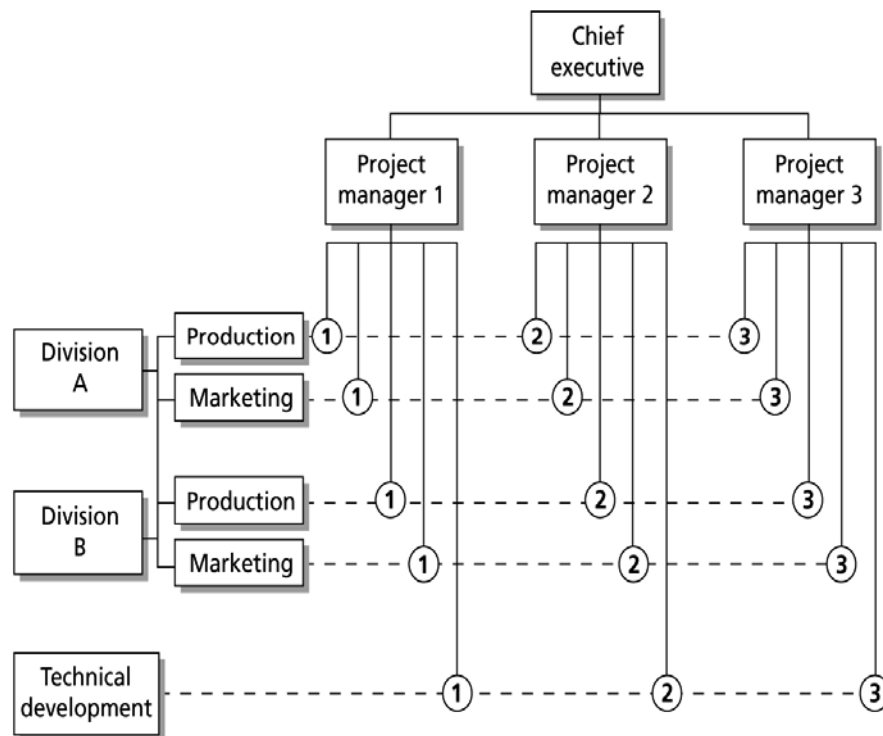 Chief
executive
Project
manager 1
Project
manager 2
Project
manager 3
Division
A
Production
1
2
3
Marketing
1
2
3
Division
B
Production
1
2
3
Marketing
1
2
3
Technical
development
1
2
3